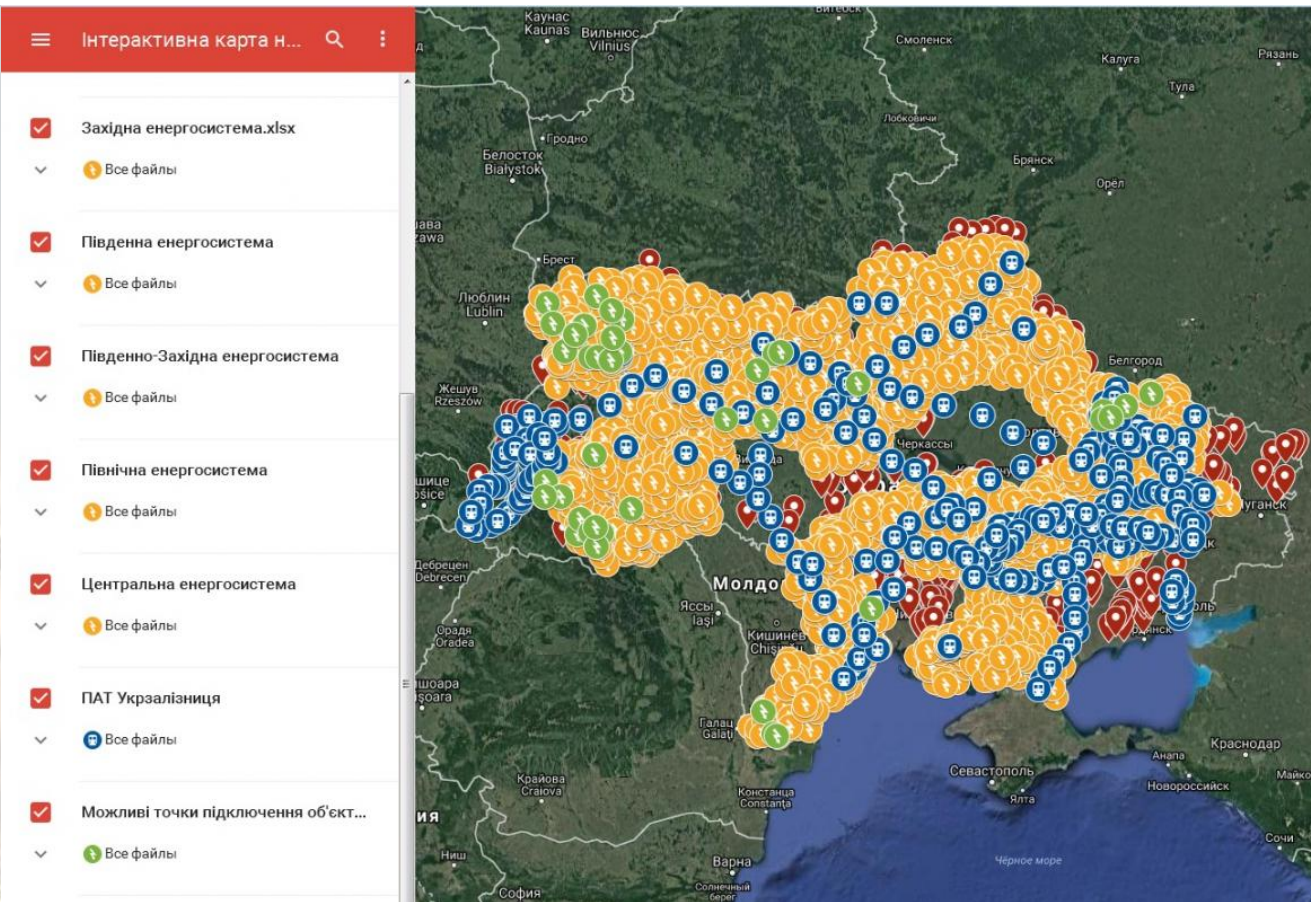 Інтерактивна карта н...
Західна енергосистема.xlsx
Все файлы
Південна енергосистема
Все файлы
Південно-Західна енергосистема
Все файлы
Північна енергосистема
Все файлы
Центральна енергосистема
Все файлы
ПАТ Укрзалізниця
Все файлы
Можливі точки підключення об'єкт...
Все файлы
Каунас
Kaunas
Вильнюс
Vilnius
Смоленск
Калуга
Рязань
Тула
Лобковичи
Гродно
Белосток
Białystok
Брянск
Орёл
Брест
Люблин
Lublin
Белгород
Жешув
Rzeszów
Черкассы
Дебрецен
Debrecen
Молдо
Яссы
Iași
Кишинёв
Орадя
Oradea
Галац
Galați
Краснодар
Анапа
Севастополь
Новороссийск
Ялта
Крайова
Craiova
Констанца
Constanța
Сочи
Ниш
Варна
Чёрное море
Солнечный
берег
София